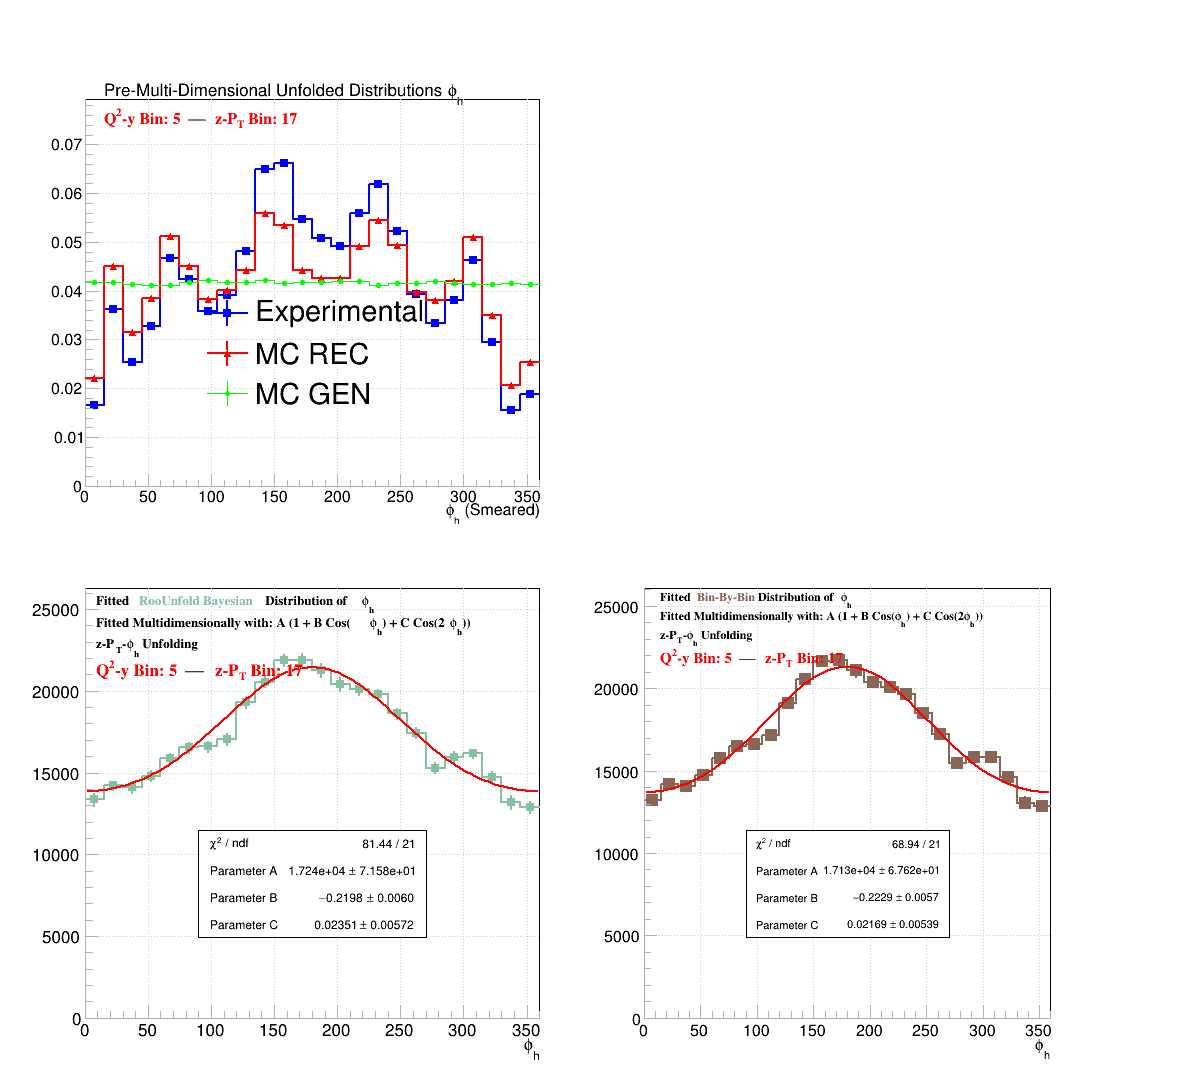 Pre-Multi-Dimensional Unfolded Distributions ϕh
Q2-y Bin: 5 — z-PT Bin: 17
0.07
0.06
0.05
0.04
0.03
0.02
0.01
0
Experimental
MC REC
MC GEN
0 50 100 150 200 250 300 350
ϕh (Smeared)
Fitted RooUnfold Bayesian Distribution of ϕh
Fitted Multidimensionally with: A (1 + B Cos( ϕh) + C Cos(2 ϕh))
z-PT-ϕh Unfolding
Q2-y Bin: 5 — z-PT Bin: 17
25000
20000
15000
10000
5000
0
χ2 / ndf 81.44 / 21
Parameter A 1.724e+04 ± 7.158e+01
Parameter B −0.2198 ± 0.0060
Parameter C 0.02351 ± 0.00572
0 50 100 150 200 250 300 350
ϕh
Fitted Bin-By-Bin Distribution of ϕh
Fitted Multidimensionally with: A (1 + B Cos(ϕh) + C Cos(2ϕh))
z-PT-ϕh Unfolding
Q2-y Bin: 5 — z-PT Bin: 17
25000
20000
15000
10000
5000
0
χ2 / ndf 68.94 / 21
Parameter A 1.713e+04 ± 6.762e+01
Parameter B −0.2229 ± 0.0057
Parameter C 0.02169 ± 0.00539
0 50 100 150 200 250 300 350
ϕh